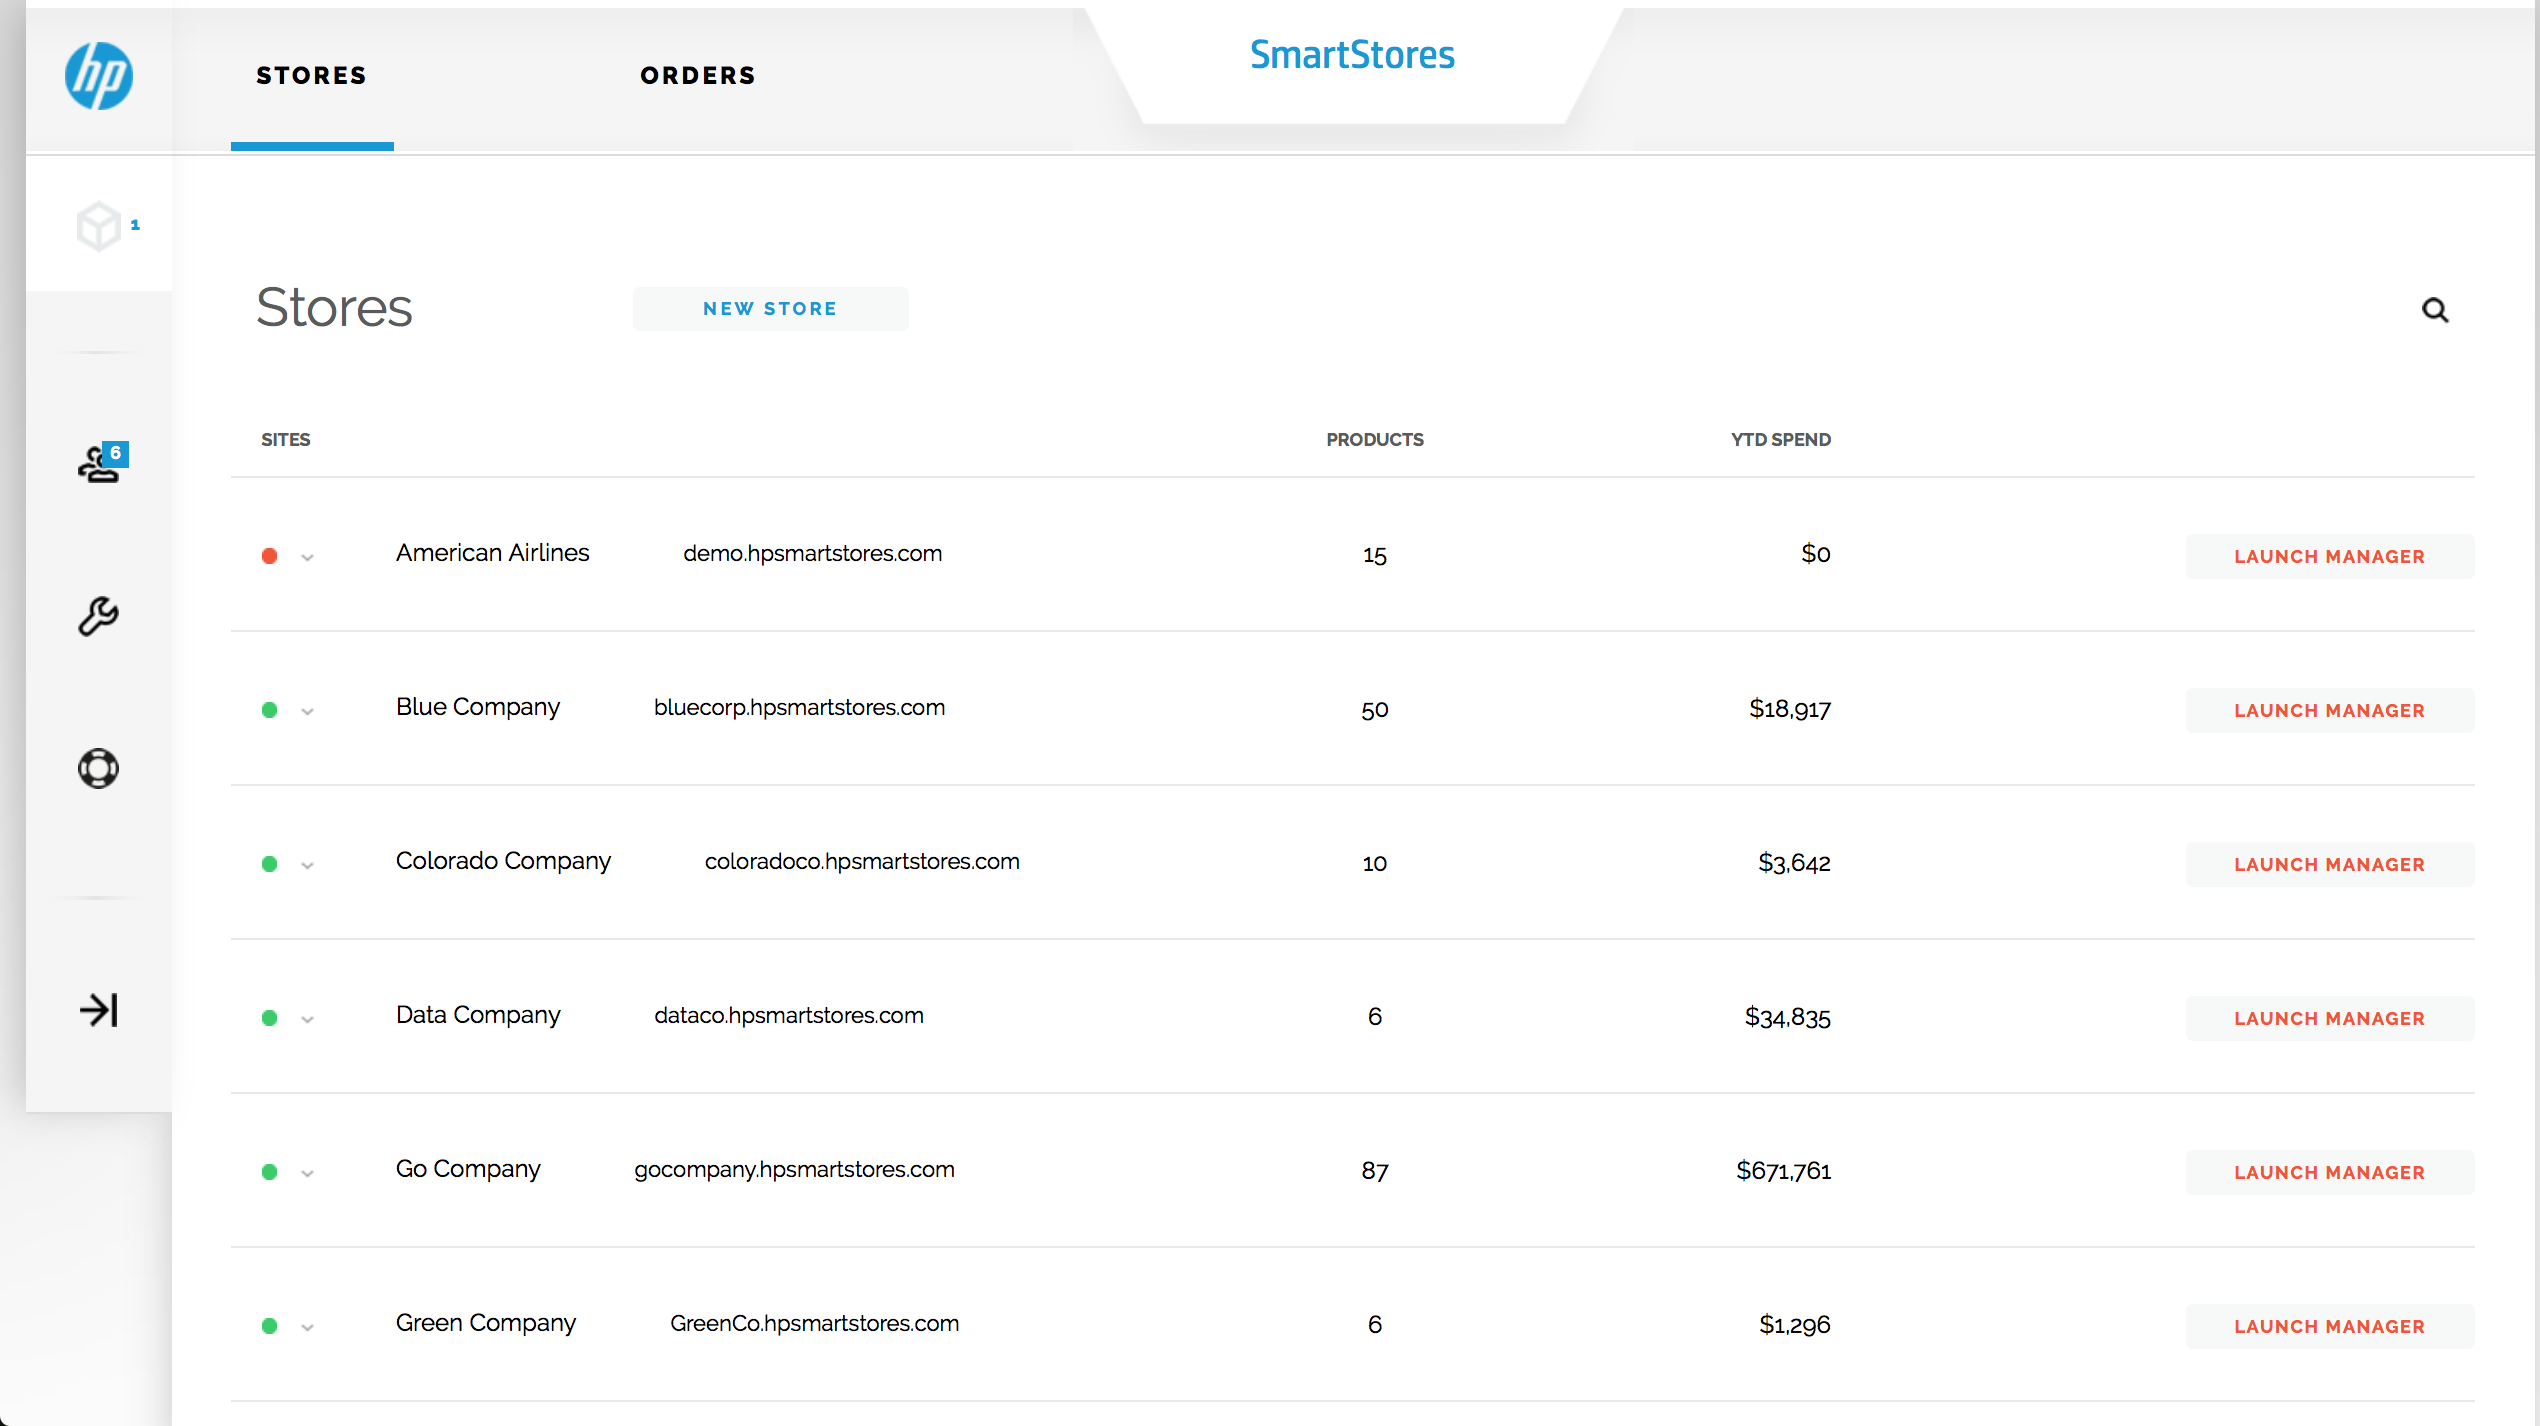 hp
STORES ORDERS SmartStores
1
Stores NEW STORE
SITES PRODUCTS YTD SPEND
6
American Airlines demo.hpsmartstores.com 15 $0 LAUNCH MANAGER
Blue Company bluecorp.hpsmartstores.com 50 $18,917 LAUNCH MANAGER
Colorado Company coloradoco.hpsmartstores.com 10 $3,642 LAUNCH MANAGER
Data Company dataco.hpsmartstores.com 6 $34,835 LAUNCH MANAGER
Go Company gocompany.hpsmartstores.com 87 $671,761 LAUNCH MANAGER
Green Company GreenCo.hpsmartstores.com 6 $1,296 LAUNCH MANAGER